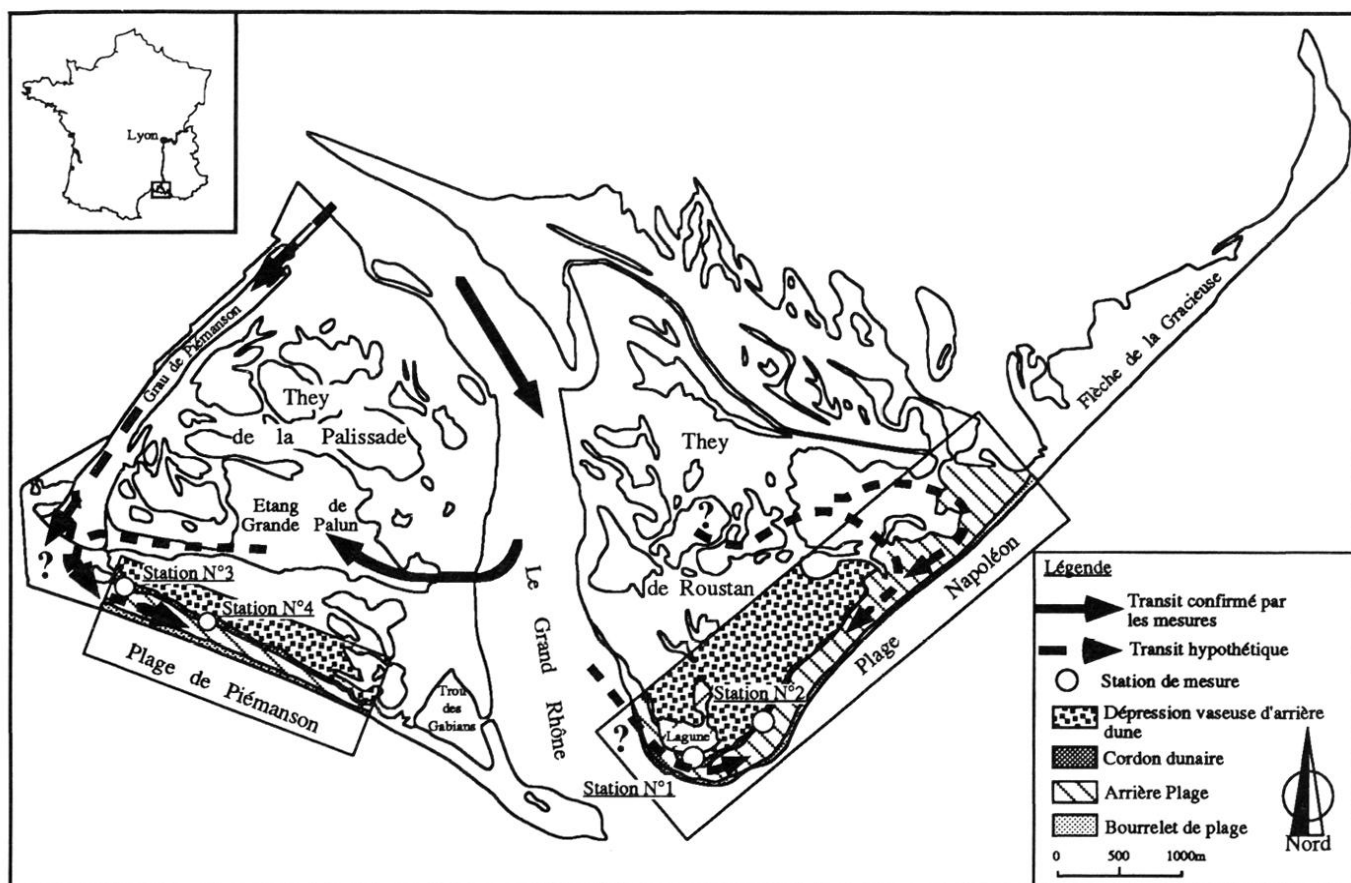 Lyon
Grau de Piémanson
They
de la Palissade
Etang de
Grande Palun
?
Station N°3
Station N°4
Plage de Piémanson
Trou
des
Gabians
Le Grand Rhône
They
?
de Roustan
Flèche de la Gracieuse
Plage Napoléon
Station N°2
Lagune
?
Station N°1
Légende
Transit confirmé par
les mesures
Transit hypothétique
Station de mesure
Dépression vaseuse d'arrière
dune
Cordon dunaire
Arrière Plage
Bourrelet de plage
0 500 1000m
Nord